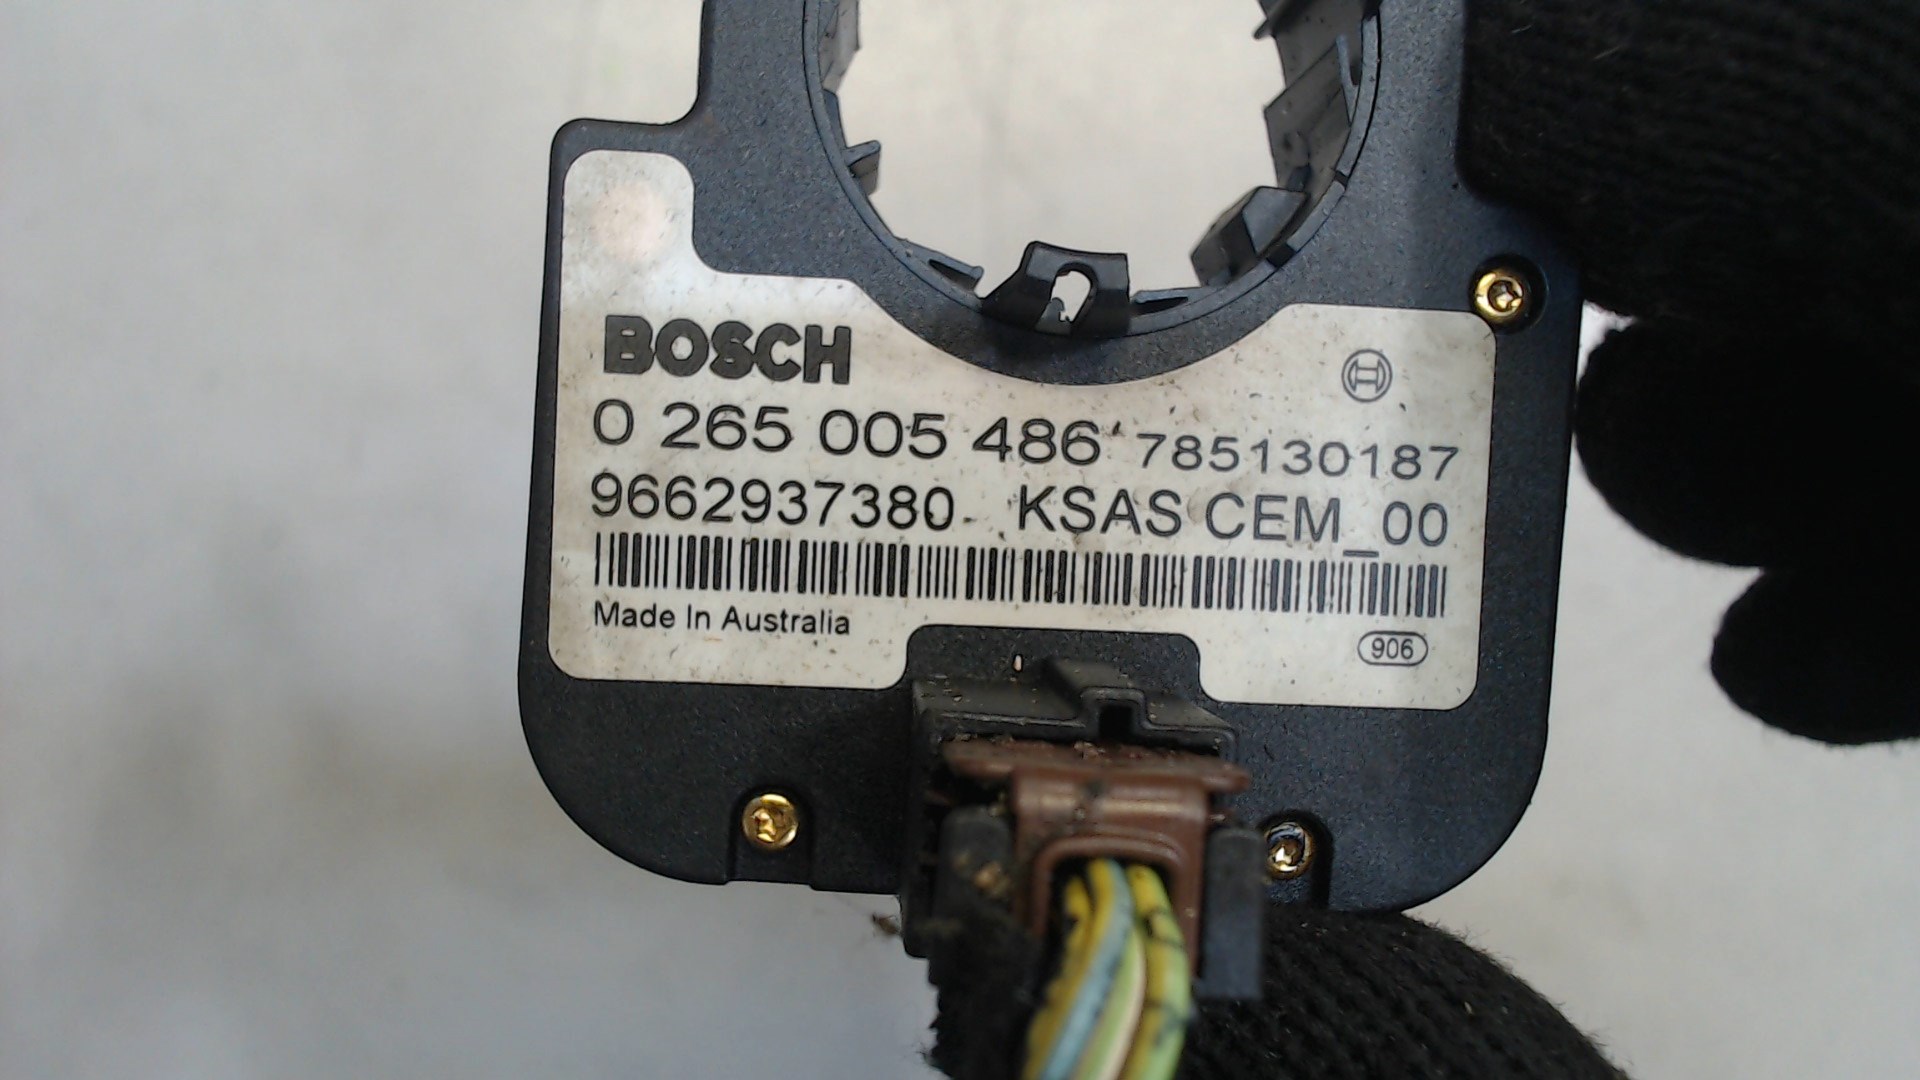 BOSCH
0 265 005 486 785130187
9662937380 KSAS CEM_00
Made In Australia
906